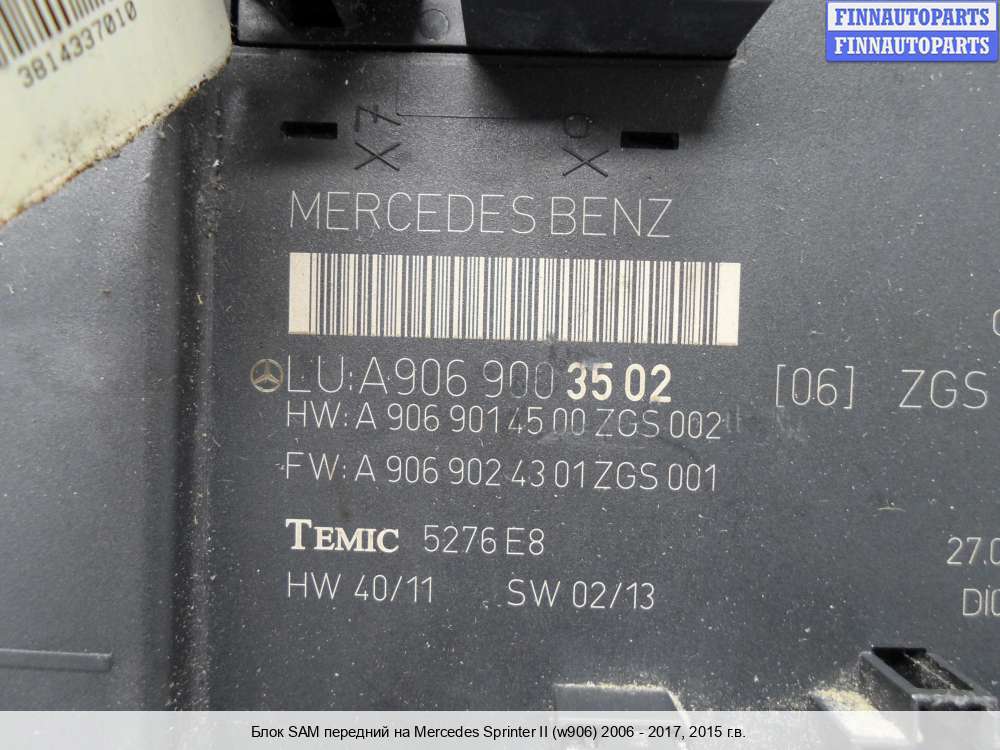 3814337010
FINNAUTOPARTS
FINNAUTOPARTS
X7
X6
MERCEDES BENZ
LU: A 906 900 35 02 [06] ZGS
HW: A 906 901 45 00 ZGS 002
FW: A 906 902 43 01 ZGS 001
TEMIC 5276 E8
HW 40/11 SW 02/13
Блок SAM передний на Mercedes Sprinter II (w906) 2006 - 2017, 2015 г.в.